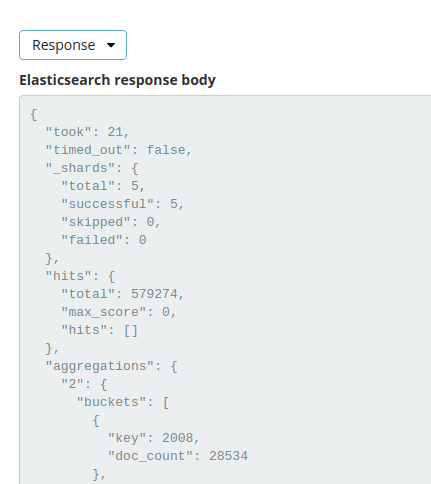 Response
Elasticsearch response body
{
  "took": 21,
  "timed_out": false,
  "_shards": {
    "total": 5,
    "successful": 5,
    "skipped": 0,
    "failed": 0
  },
  "hits": {
    "total": 579274,
    "max_score": 0,
    "hits": []
  },
  "aggregations": {
    "2": {
      "buckets": [
        {
          "key": 2008,
          "doc_count": 28534
        },